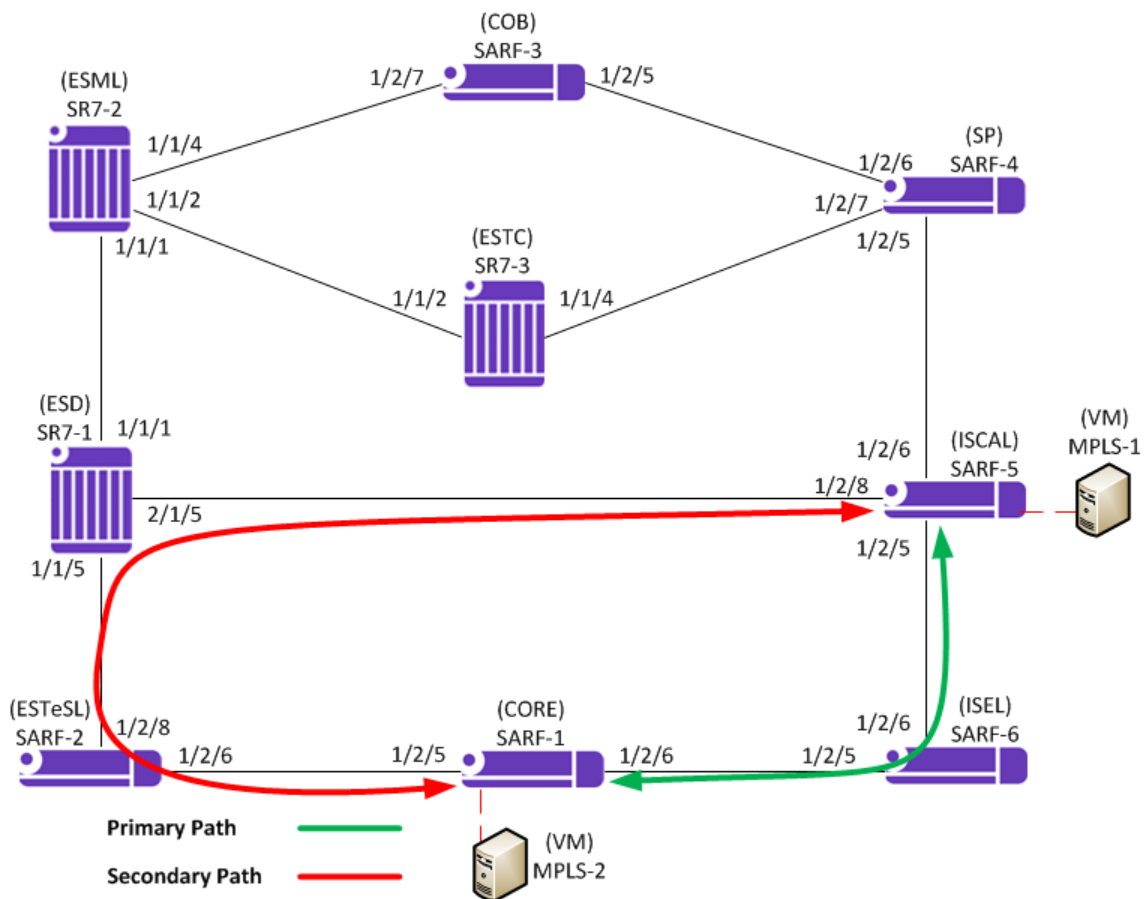 (COB)
SARF-3
1/2/7
1/2/5
(ESML)
SR7-2
1/1/4
1/1/2
1/1/1
(SP)
SARF-4
1/2/6
1/2/7
1/2/5
(ESTC)
SR7-3
1/1/2
1/1/4
(ESD)
SR7-1
1/1/1
2/1/5
1/1/5
1/2/6
(ISCAL)
SARF-5
1/2/8
1/2/5
(VM)
MPLS-1
(ESTeSL)
SARF-2
1/2/8
1/2/6
(CORE)
SARF-1
1/2/5
1/2/6
(ISEL)
SARF-6
1/2/6
1/2/5
Primary Path
Secondary Path
(VM)
MPLS-2